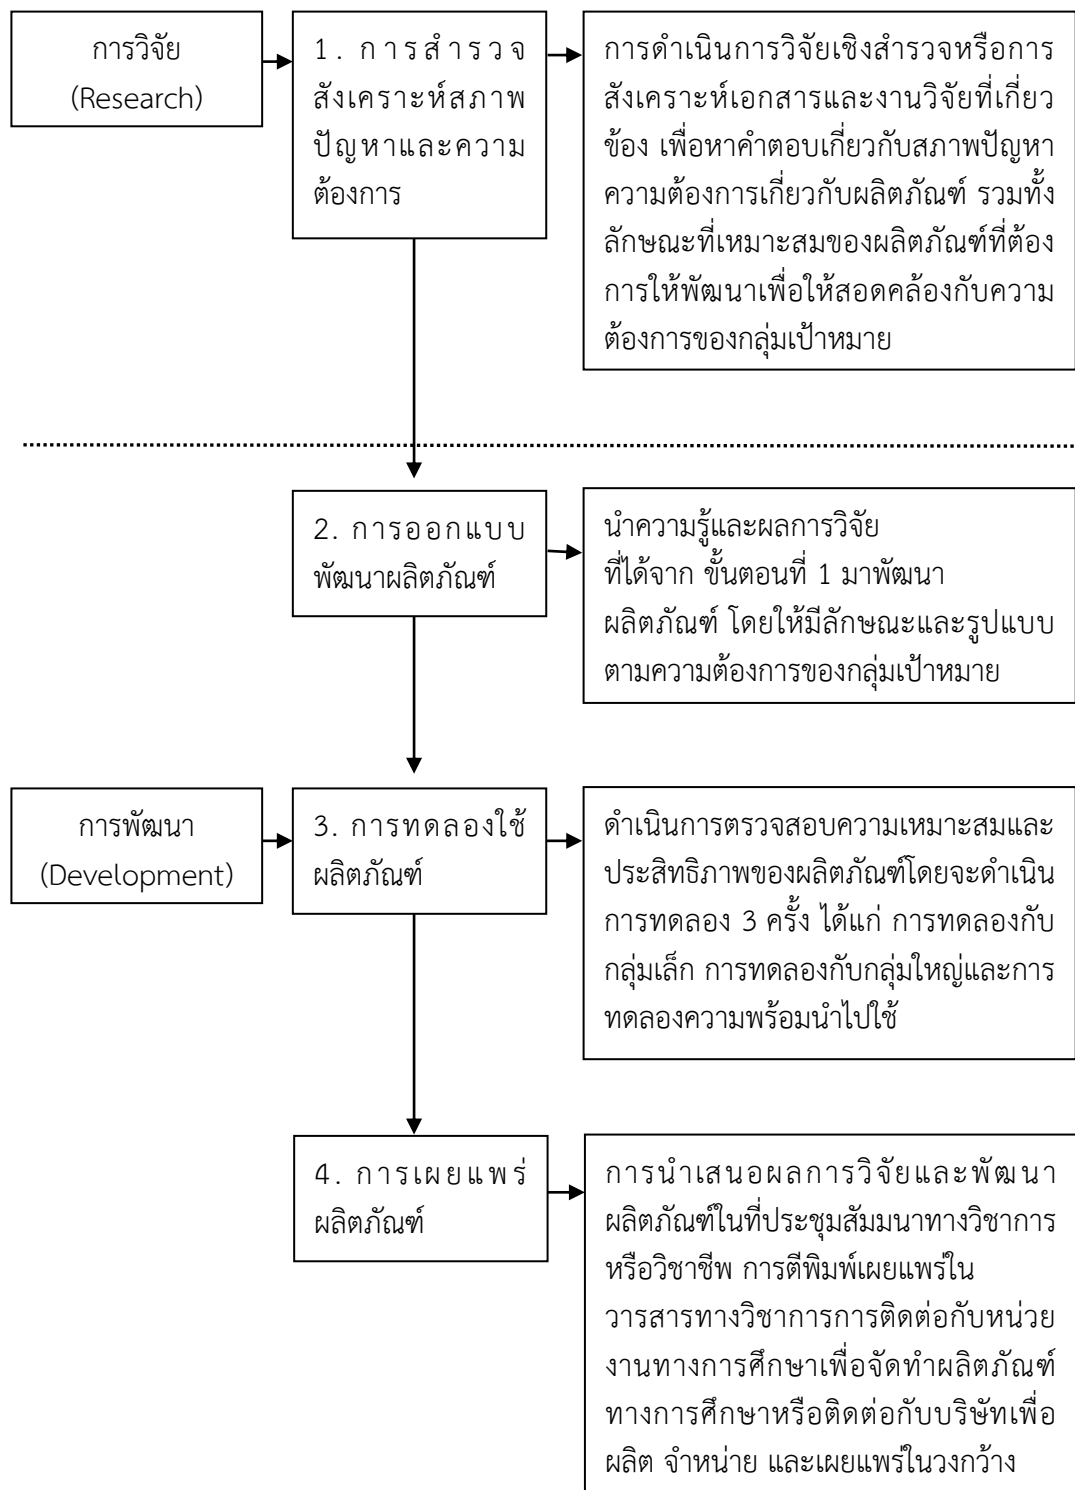 การวิจัย
(Research)
1. การสำรวจ
สังเคราะห์สภาพ
ปัญหาและความ
ต้องการ
การดำเนินการวิจัยเชิงสำรวจหรือการ
สังเคราะห์เอกสารและงานวิจัยที่เกี่ยว
ข้อง เพื่อหาคำตอบเกี่ยวกับสภาพปัญหา
ความต้องการเกี่ยวกับผลิตภัณฑ์ รวมทั้ง
ลักษณะที่เหมาะสมของผลิตภัณฑ์ที่ต้อง
การให้พัฒนาเพื่อให้สอดคล้องกับความ
ต้องการของกลุ่มเป้าหมาย
2. การออกแบบ
พัฒนาผลิตภัณฑ์
นำความรู้และผลการวิจัย
ที่ได้จาก ขั้นตอนที่ 1 มาพัฒนา
ผลิตภัณฑ์ โดยให้มีลักษณะและรูปแบบ
ตามความต้องการของกลุ่มเป้าหมาย
การพัฒนา
(Development)
3. การทดลองใช้
ผลิตภัณฑ์
ดำเนินการตรวจสอบความเหมาะสมและ
ประสิทธิภาพของผลิตภัณฑ์โดยจะดำเนิน
การทดลอง 3 ครั้ง ได้แก่ การทดลองกับ
กลุ่มเล็ก การทดลองกับกลุ่มใหญ่และการ
ทดลองความพร้อมนำไปใช้
4. การเผยแพร่
ผลิตภัณฑ์
การนำเสนอผลการวิจัยและพัฒนา
ผลิตภัณฑ์ในที่ประชุมสัมมนาทางวิชาการ
หรือวิชาชีพ การตีพิมพ์เผยแพร่ใน
วารสารทางวิชาการการติดต่อกับหน่วย
งานทางการศึกษาเพื่อจัดทำผลิตภัณฑ์
ทางการศึกษาหรือติดต่อกับบริษัทเพื่อ
ผลิต จำหน่าย และเผยแพร่ในวงกว้าง